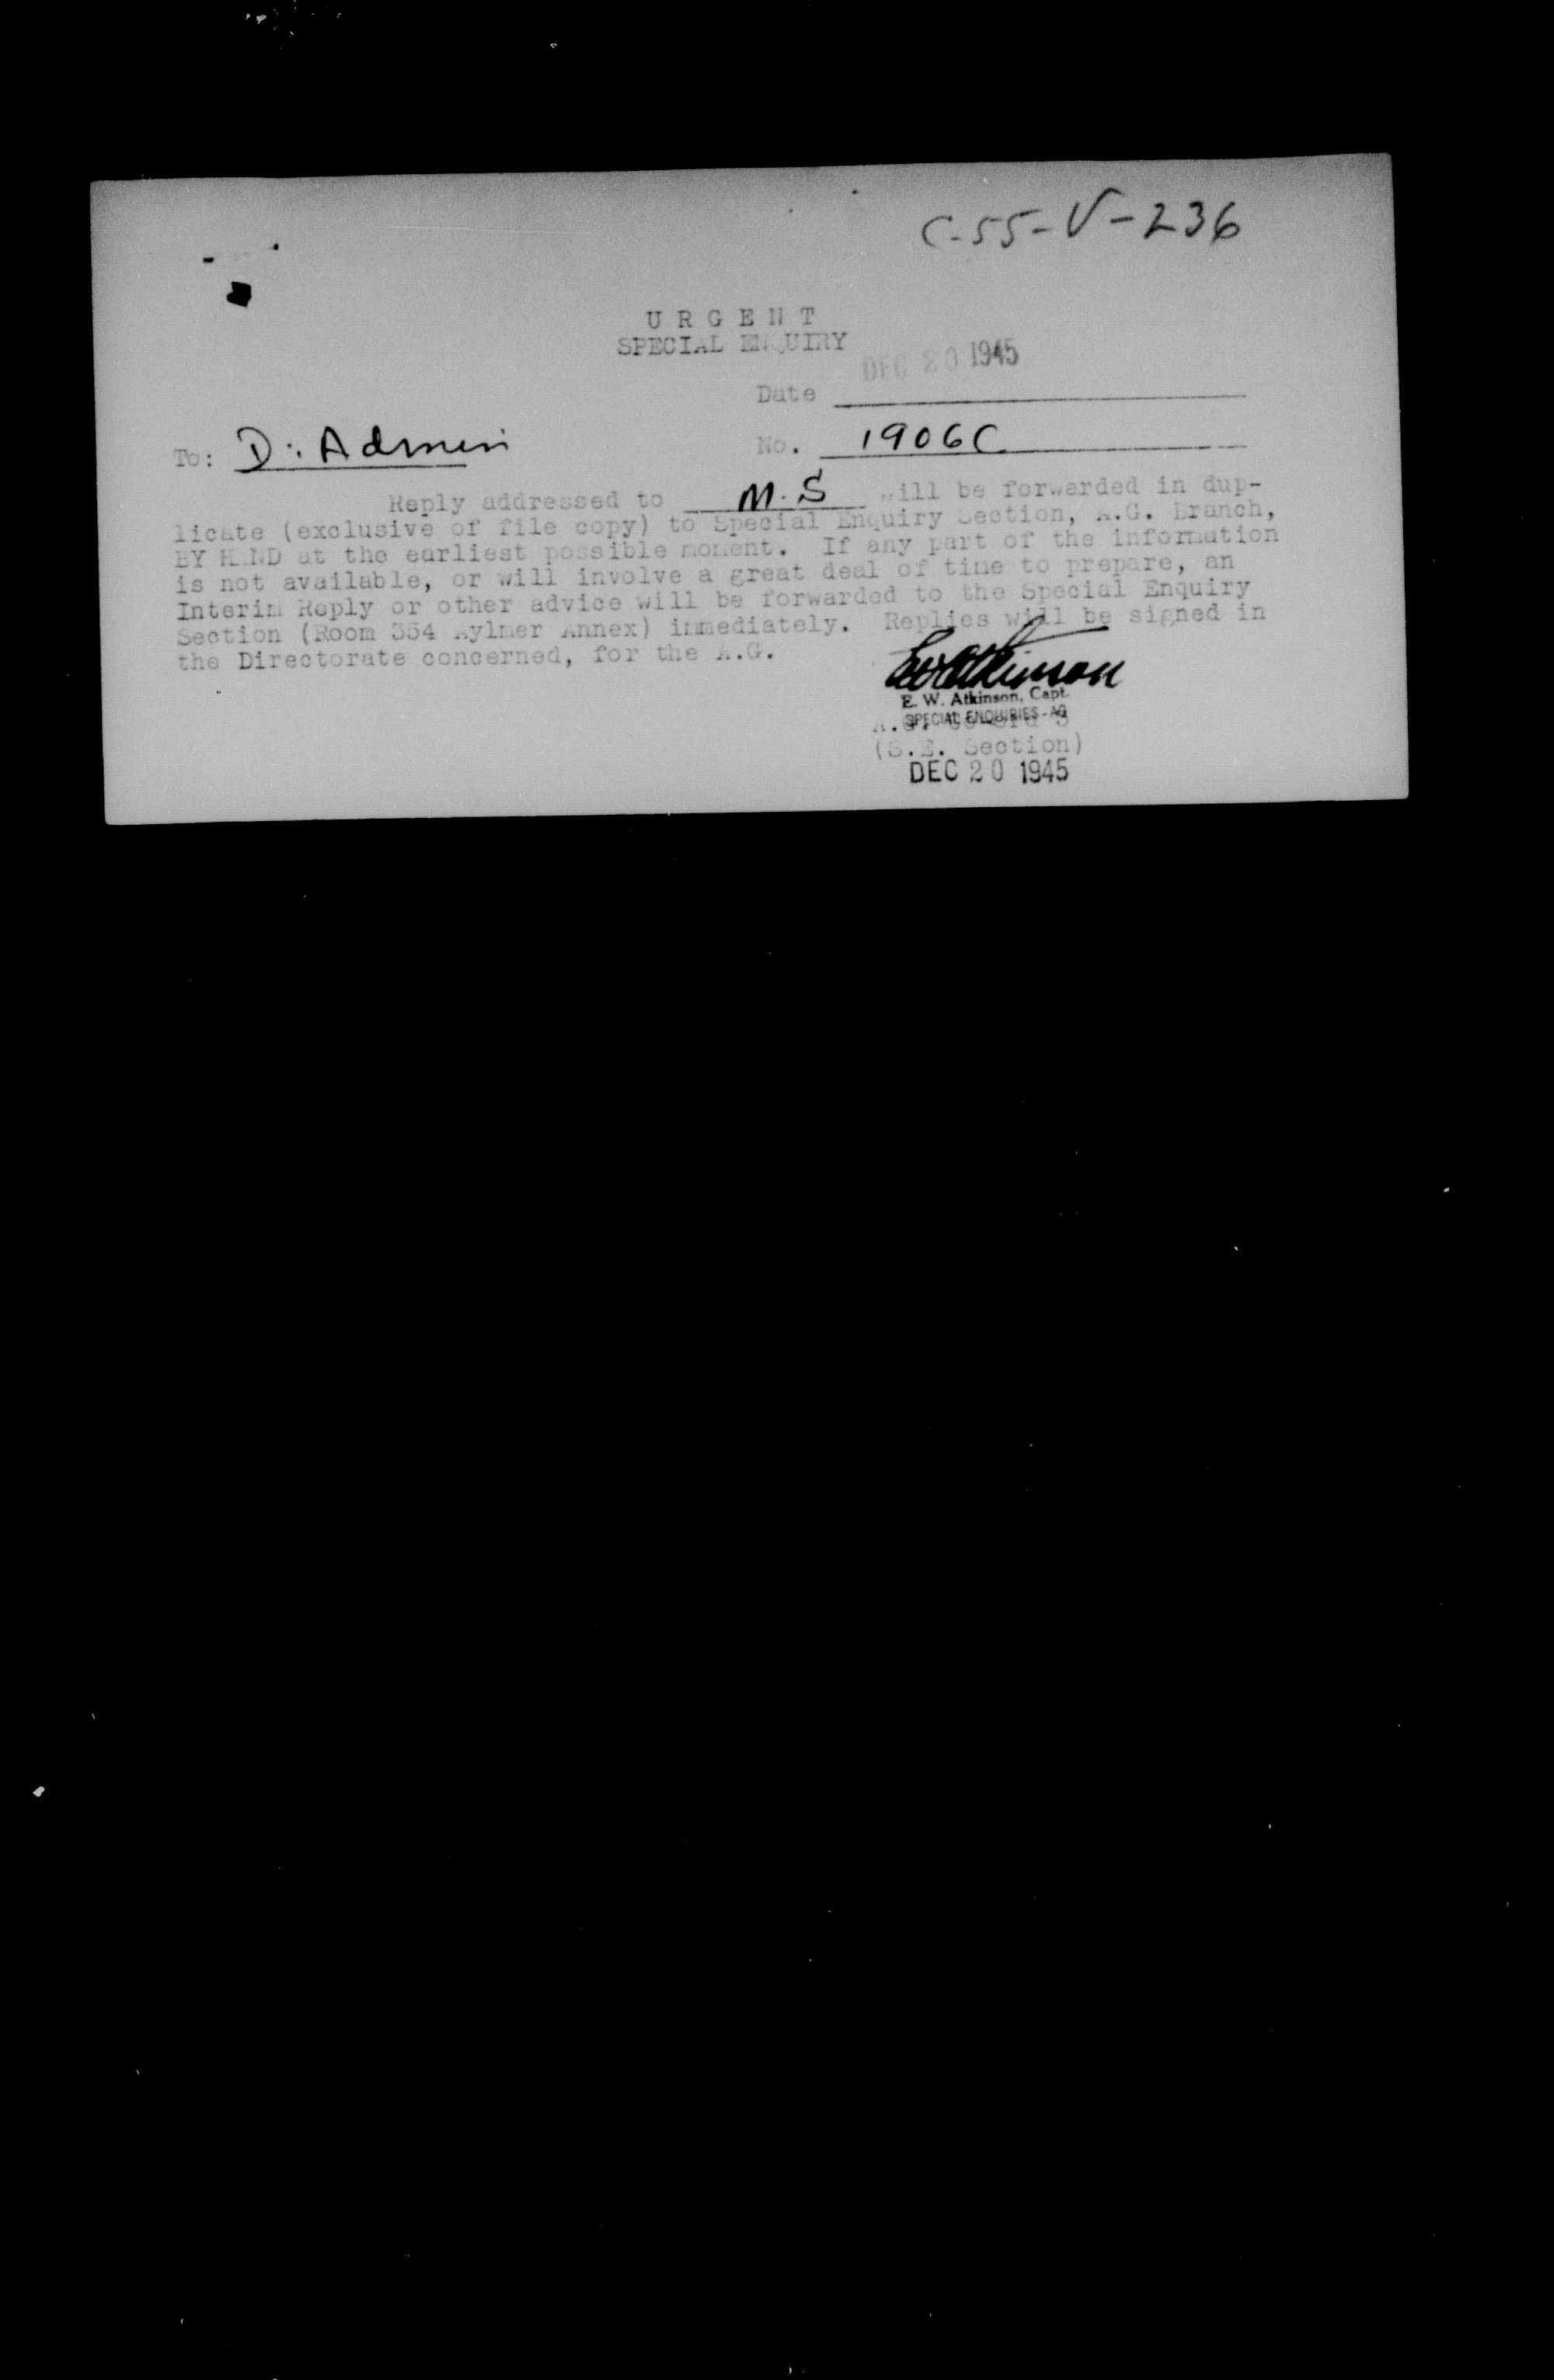 C-55-V-236
U R G E N T
SPECIAL ENQUIRY
DEC 20 1945
Date
To: D. Admin
No. 1906C
Reply addressed to M.S will be forwarded in dup-
licate (exclusive of file copy) to Special Enquiry Section, A.G. Branch,
BY HAND at the earliest possible moment. If any part of the information
is not available, or will involve a great deal of time to prepare, an
Interim Reply or other advice will be forwarded to the Special Enquiry
Section (Room 354 Aylmer Annex) immediately. Replies will be signed in
the Directorate concerned, for the A.G.
E. W. Atkinson, Capt.
SPECIAL ENQUIRIES - AG
(S.E. Section)
DEC 20 1945